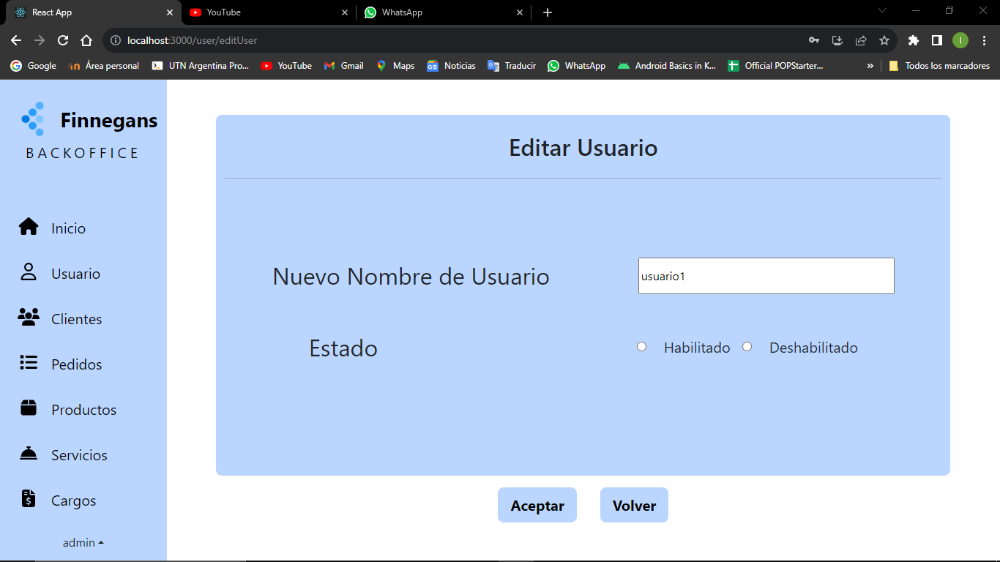 React App
YouTube
WhatsApp
localhost:3000/user/editUser
I
Google
Área personal
UTN Argentina Pro...
YouTube
Gmail
Maps
Noticias
Traducir
WhatsApp
Android Basics in K...
Official POPStarter...
»
Todos los marcadores
Finnegans
BACKOFFICE
Inicio
Usuario
Clientes
Pedidos
Productos
Servicios
Cargos
admin
Editar Usuario
Nuevo Nombre de Usuario
usuario1
Estado
Habilitado
Deshabilitado
Aceptar
Volver